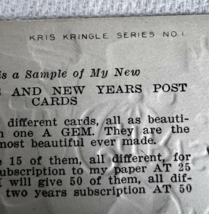 KRIS KRINGLE SERIES NO 1.
is a Sample of My New
AND NEW YEARS POST
CARDS
different cards, all as beauti-
one A GEM. They are the
most beautiful ever made.
15 of them, all different, for
ubscription to my paper AT 25
will give 50 of them, all dif-
two years subscription AT 50